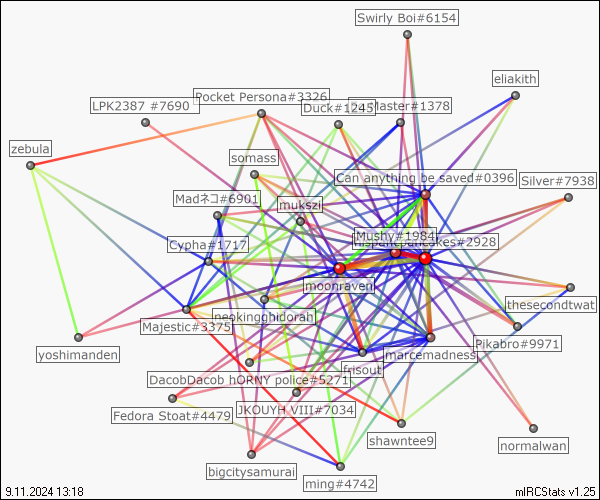 Swirly Boi#6154
eliakith
LPK2387 #7690
Pocket Persona#3326
Duck#1245
Master#1378
zebula
somass
Can anything be saved#0396
Silver#7938
Madネコ#6901
mukszi
Mushy#1984
Cypha#1717
hispanicpancakes#2928
moonraven
thesecondtwat
neokingghidorah
Majestic#3375
Pikabro#9971
yoshimanden
marcemadness
frisout
DacobDacob hORNY police#5271
JKOUYH VIII#7034
Fedora Stoat#4479
shawntee9
normalwan
bigcitysamurai
ming#4742
9.11.2024 13:18
mIRCStats v1.25